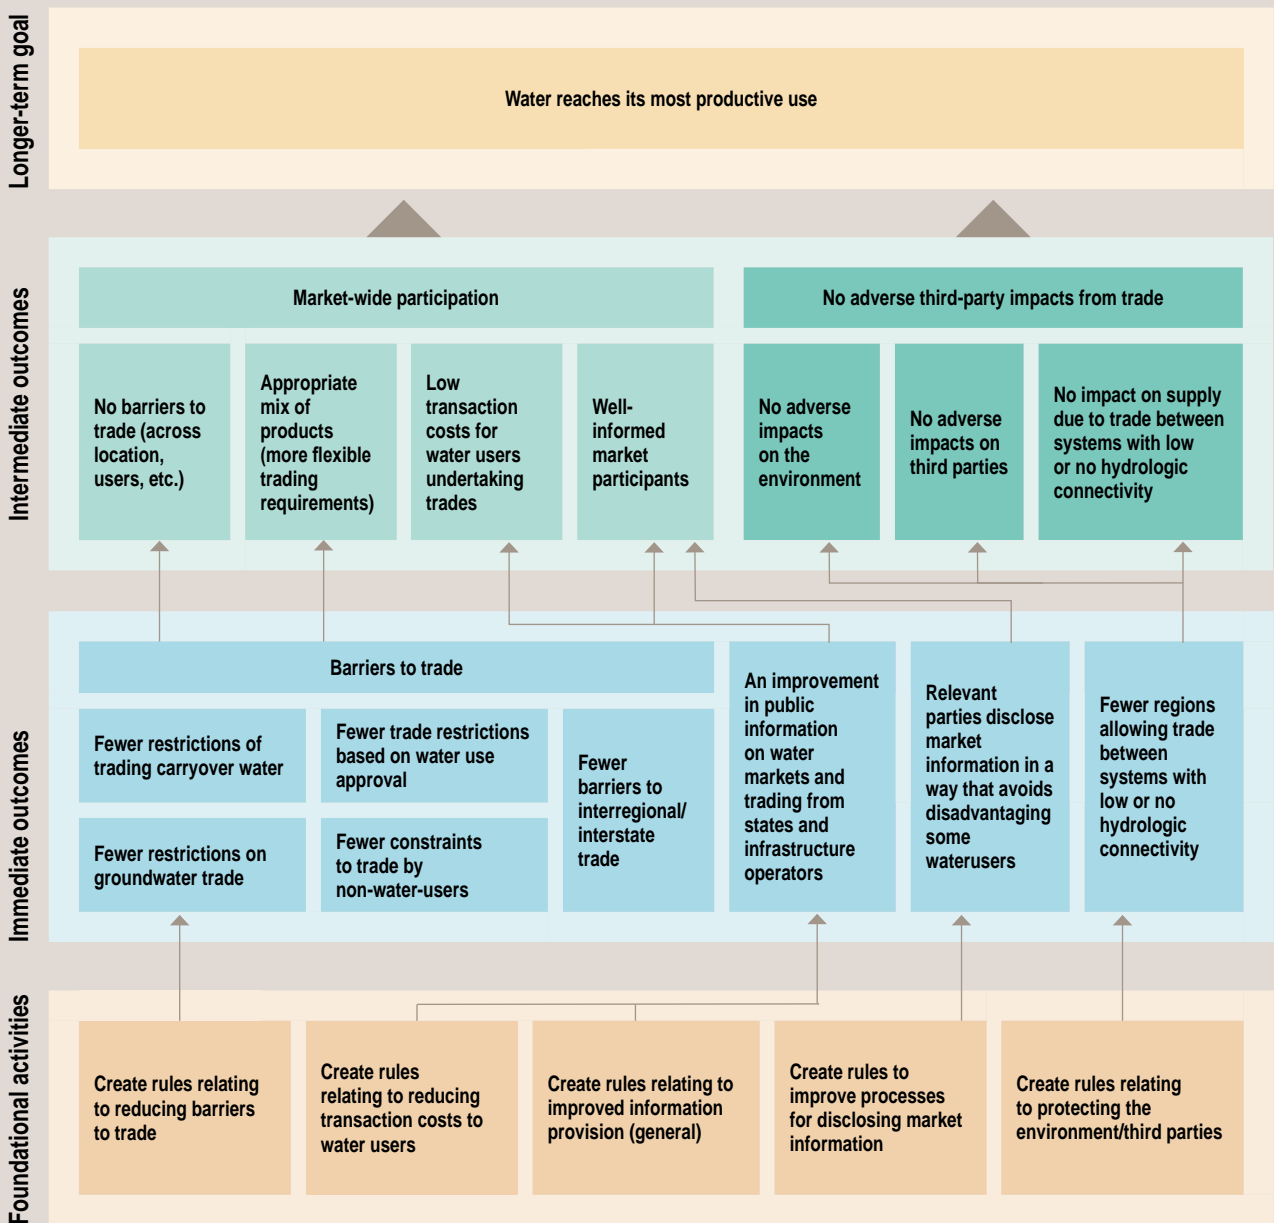 Longer-term goal
Water reaches its most productive use
Intermediate outcomes
Market-wide participation
No adverse third-party impacts from trade
No barriers to
trade (across
location,
users, etc.)
Appropriate
mix of
products
(more flexible
trading
requirements)
Low
transaction
costs for
water users
undertaking
trades
Well-
informed
market
participants
No adverse
impacts
on the
environment
No adverse
impacts on
third parties
No impact on supply
due to trade between
systems with low
or no hydrologic
connectivity
Immediate outcomes
Barriers to trade
Fewer restrictions of
trading carryover water
Fewer trade restrictions
based on water use
approval
Fewer restrictions on
groundwater trade
Fewer constraints
to trade by
non-water-users
Fewer
barriers to
interregional/
interstate
trade
An improvement
in public
information
on water
markets and
trading from
states and
infrastructure
operators
Relevant
parties disclose
market
information in a
way that avoids
disadvantaging
some
waterusers
Fewer regions
allowing trade
between
systems with
low or no
hydrologic
connectivity
Foundational activities
Create rules relating
to reducing barriers
to trade
Create rules
relating to reducing
transaction costs to
water users
Create rules relating to
improved information
provision (general)
Create rules to
improve processes
for disclosing market
information
Create rules relating
to protecting the
environment/third parties